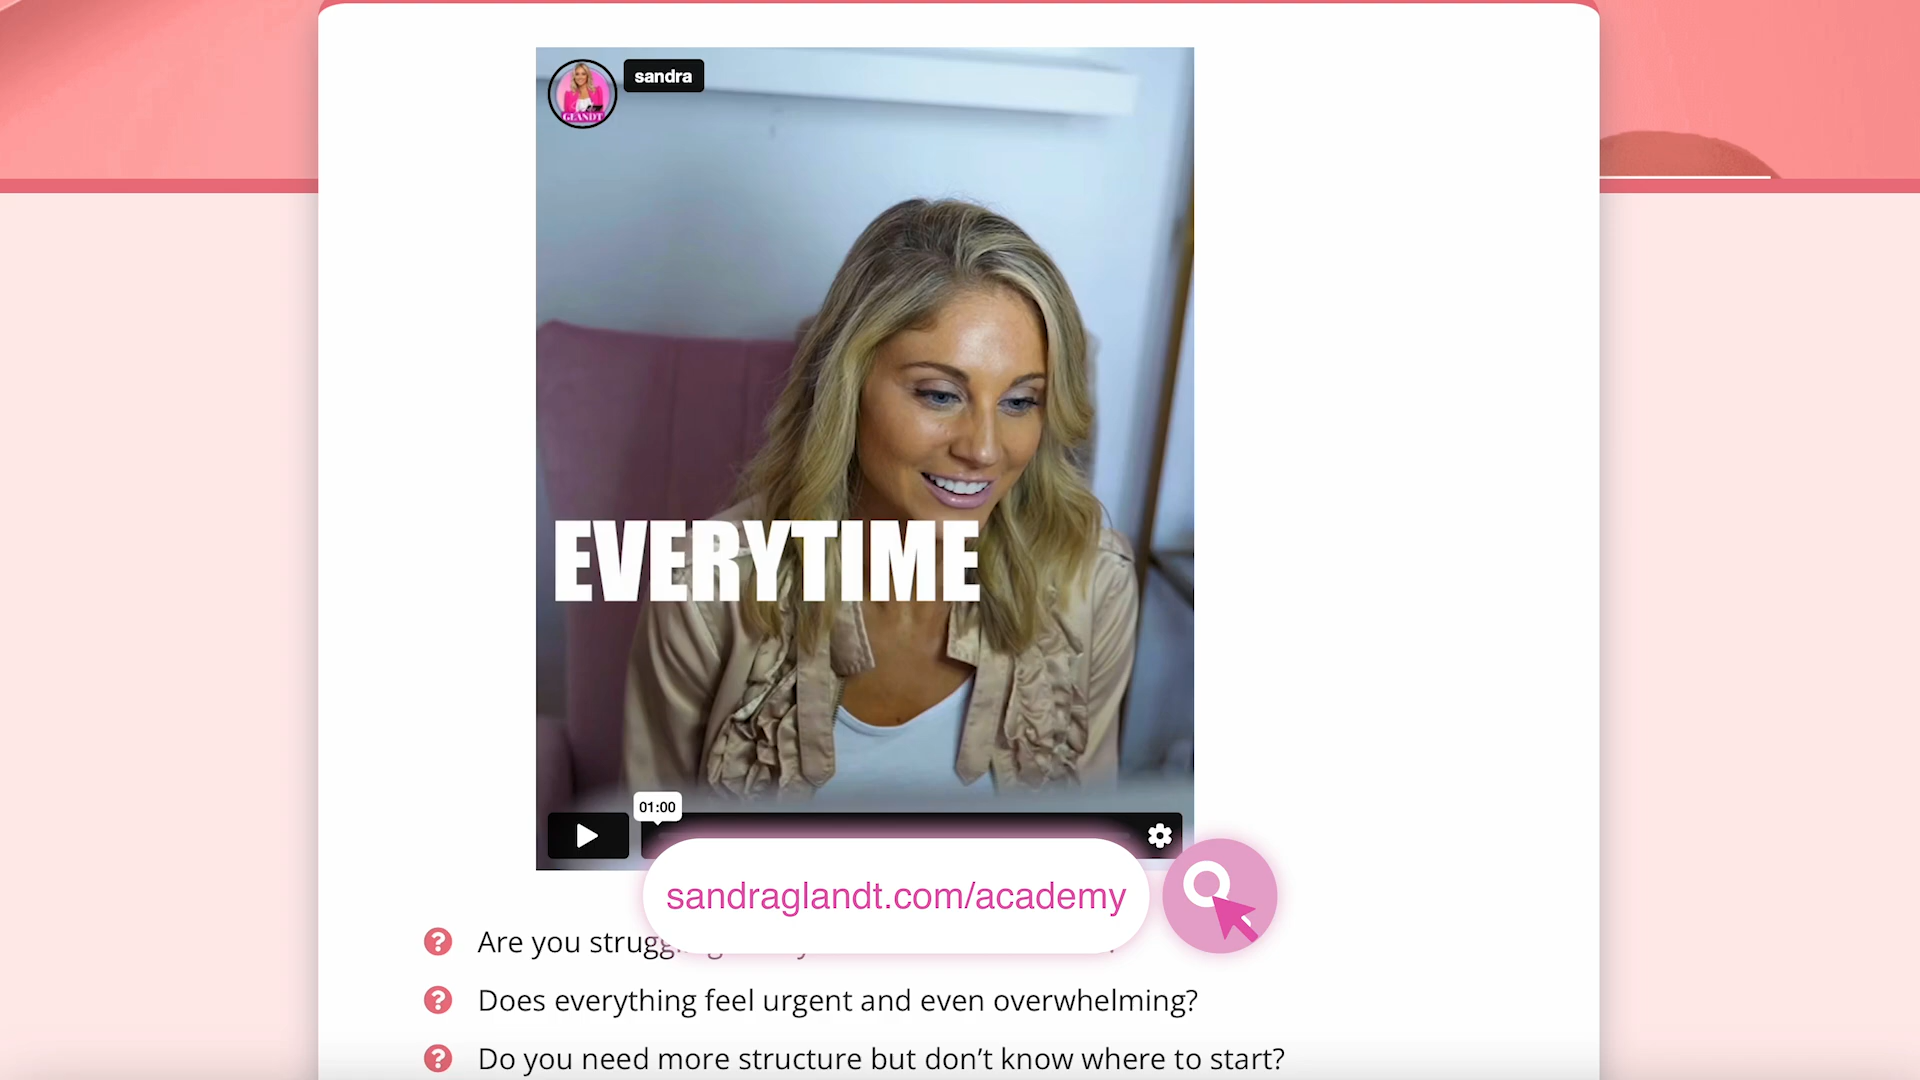 sandra
GLANDT
EVERYTIME
01:00
sandraglandt.com/academy
Are you
Does everything feel urgent and even overwhelming?
Do you need more structure but don't know where to start?